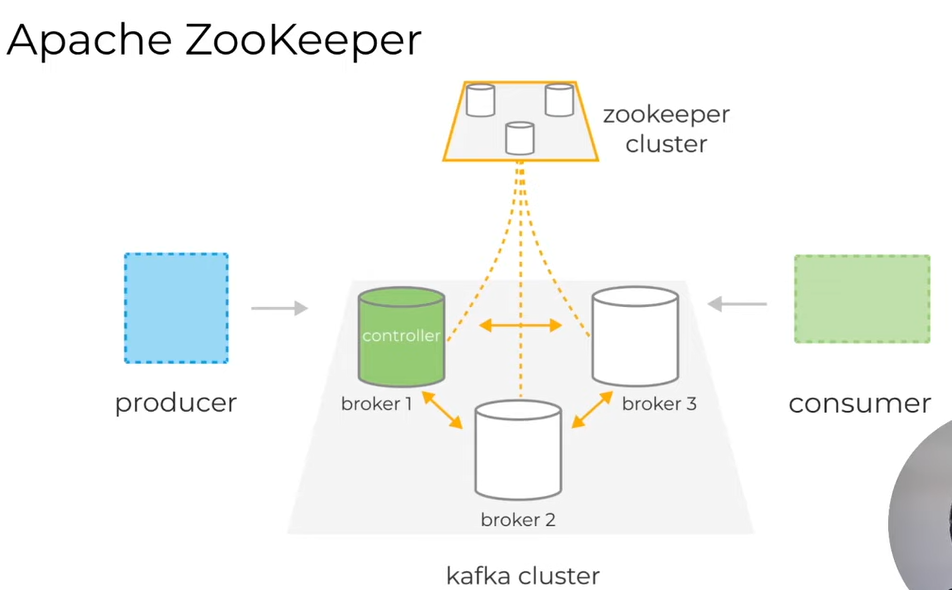 Apache ZooKeeper
zookeeper
cluster
controller
producer
broker 1
broker 3
consumer
broker 2
kafka cluster